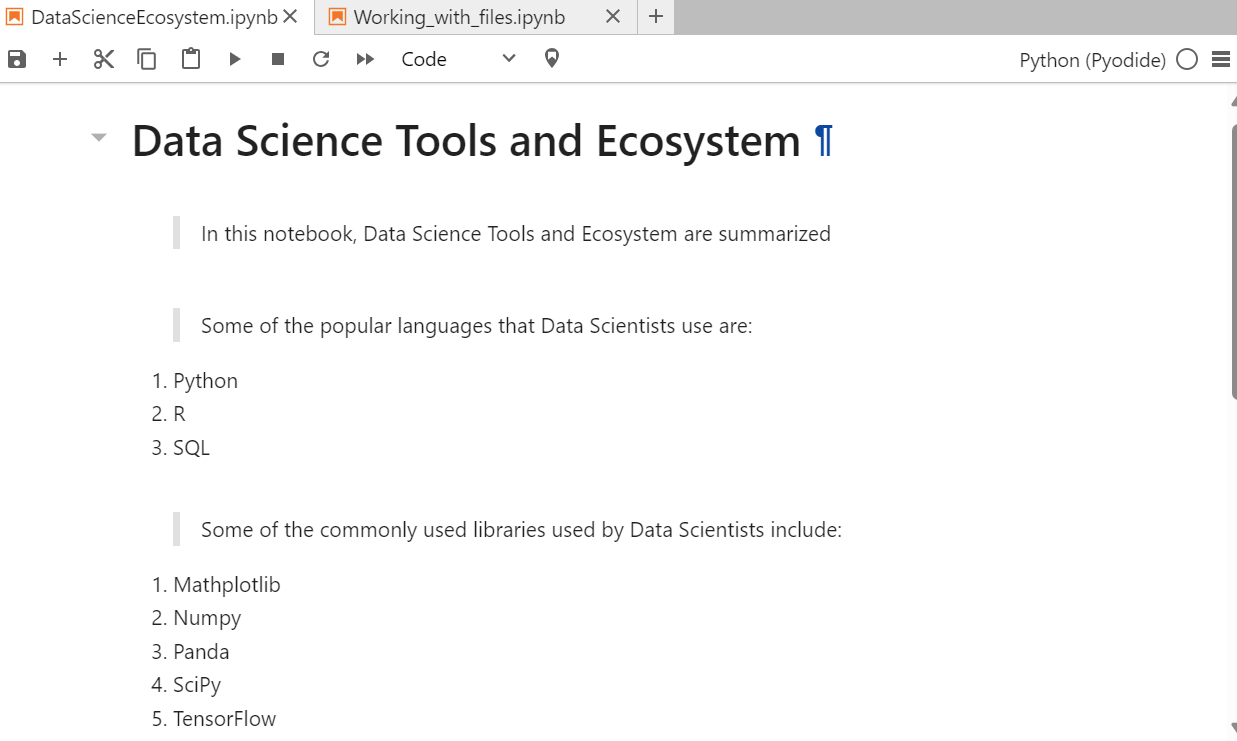 DataScienceEcosystem.ipynb
Working_with_files.ipynb
Code
Python (Pyodide)
Data Science Tools and Ecosystem ¶
In this notebook, Data Science Tools and Ecosystem are summarized
Some of the popular languages that Data Scientists use are:
1. Python
2. R
3. SQL
Some of the commonly used libraries used by Data Scientists include:
1. Mathplotlib
2. Numpy
3. Panda
4. SciPy
5. TensorFlow